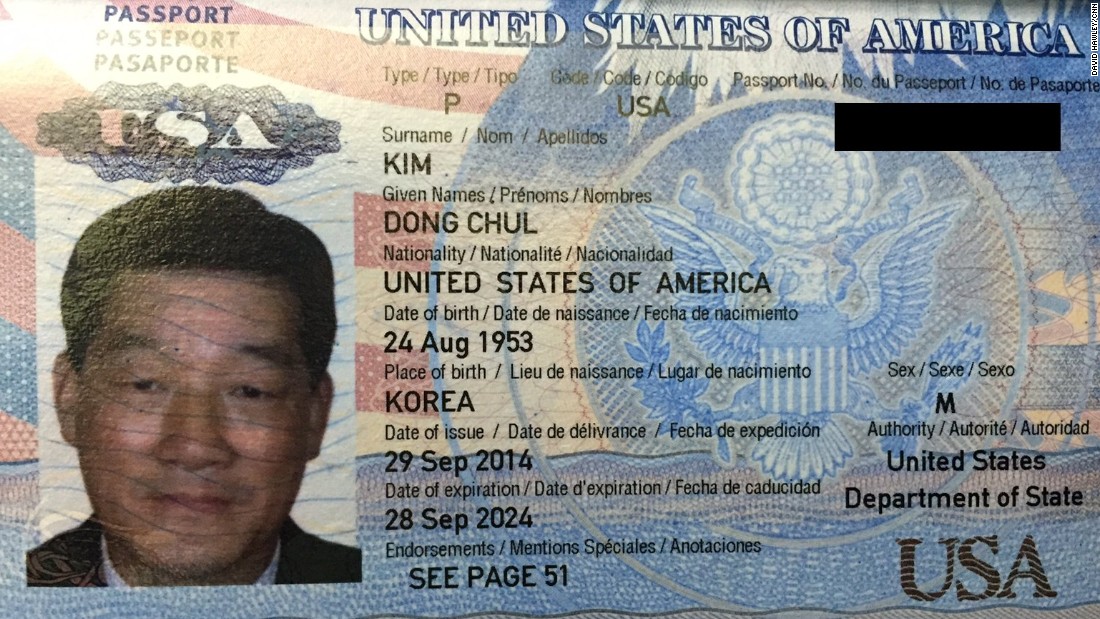 PASSPORT
PASSEPORT
PASAPORTE
USA
UNITED STATES OF AMERICA
Type / Type / Tipo Code / Code / Código Passport No. / No. du Passeport / No. de Pasaporte
P USA
Surname / Nom / Apellidos
KIM
Given Names / Prénoms / Nombres
DONG CHUL
Nationality / Nationalité / Nacionalidad
UNITED STATES OF AMERICA
Date of birth / Date de naissance / Fecha de nacimiento
24 Aug 1953
Place of birth / Lieu de naissance / Lugar de nacimiento Sex / Sexe / Sexo
KOREA M
Date of issue / Date de délivrance / Fecha de expedición Authority / Autorité / Autoridad
29 Sep 2014 United States
Date of expiration / Date d'expiration / Fecha de caducidad Department of State
28 Sep 2024
Endorsements / Mentions Spéciales / Anotaciones
SEE PAGE 51
USA
DAVID HAWLEY/CNN